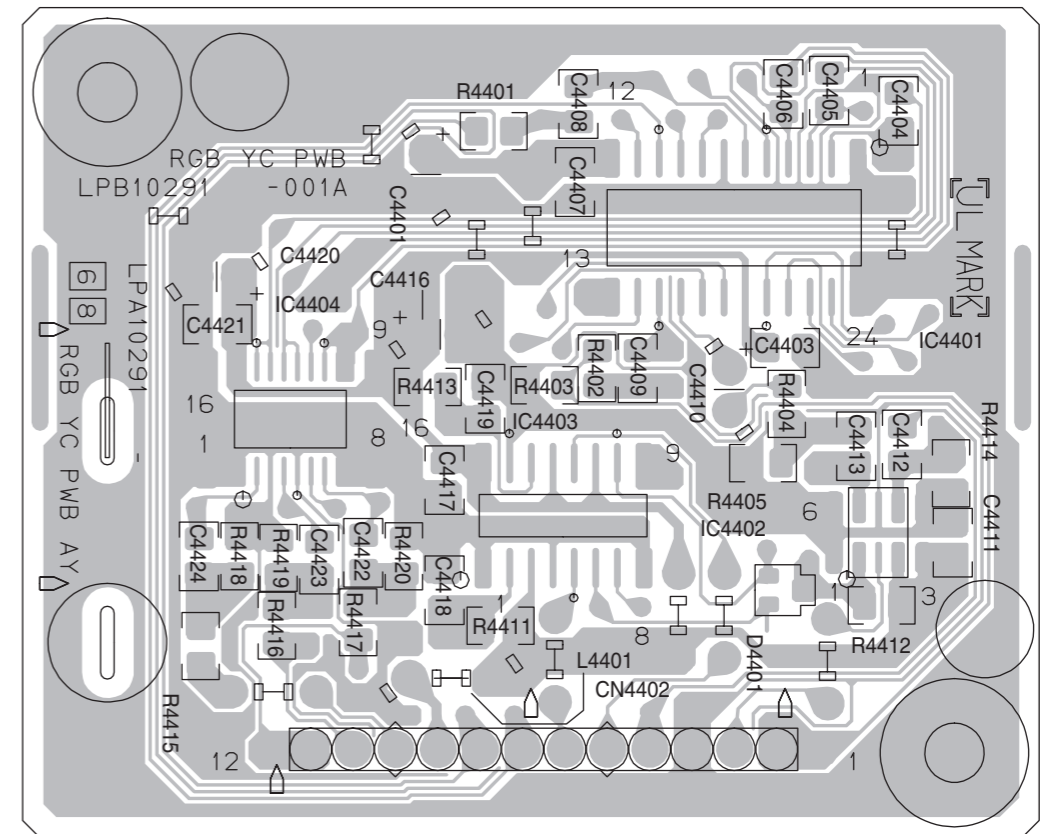 R4401
C4408
12
C4406
C4405
1
C4404
RGB YC PWB
LPB10291 -001A
C4407
C4401
UL MARK
13
C4420
C4416
IC4404
C4421
6
8
LPA10291
-
RGB YC PWB AY
9
R4402
C4409
C4403
24
IC4401
C4410
R4413
C4419
R4403
R4404
16
16
IC4403
1
8
C4417
9
C4413
C4412
R4414
R4405
6
IC4402
C4411
C4424
R4418
R4419
C4423
C4422
R4420
C4418
1
R4411
1
3
R4416
R4417
8
R4412
L4401
CN4402
D4401
R4415
12
1